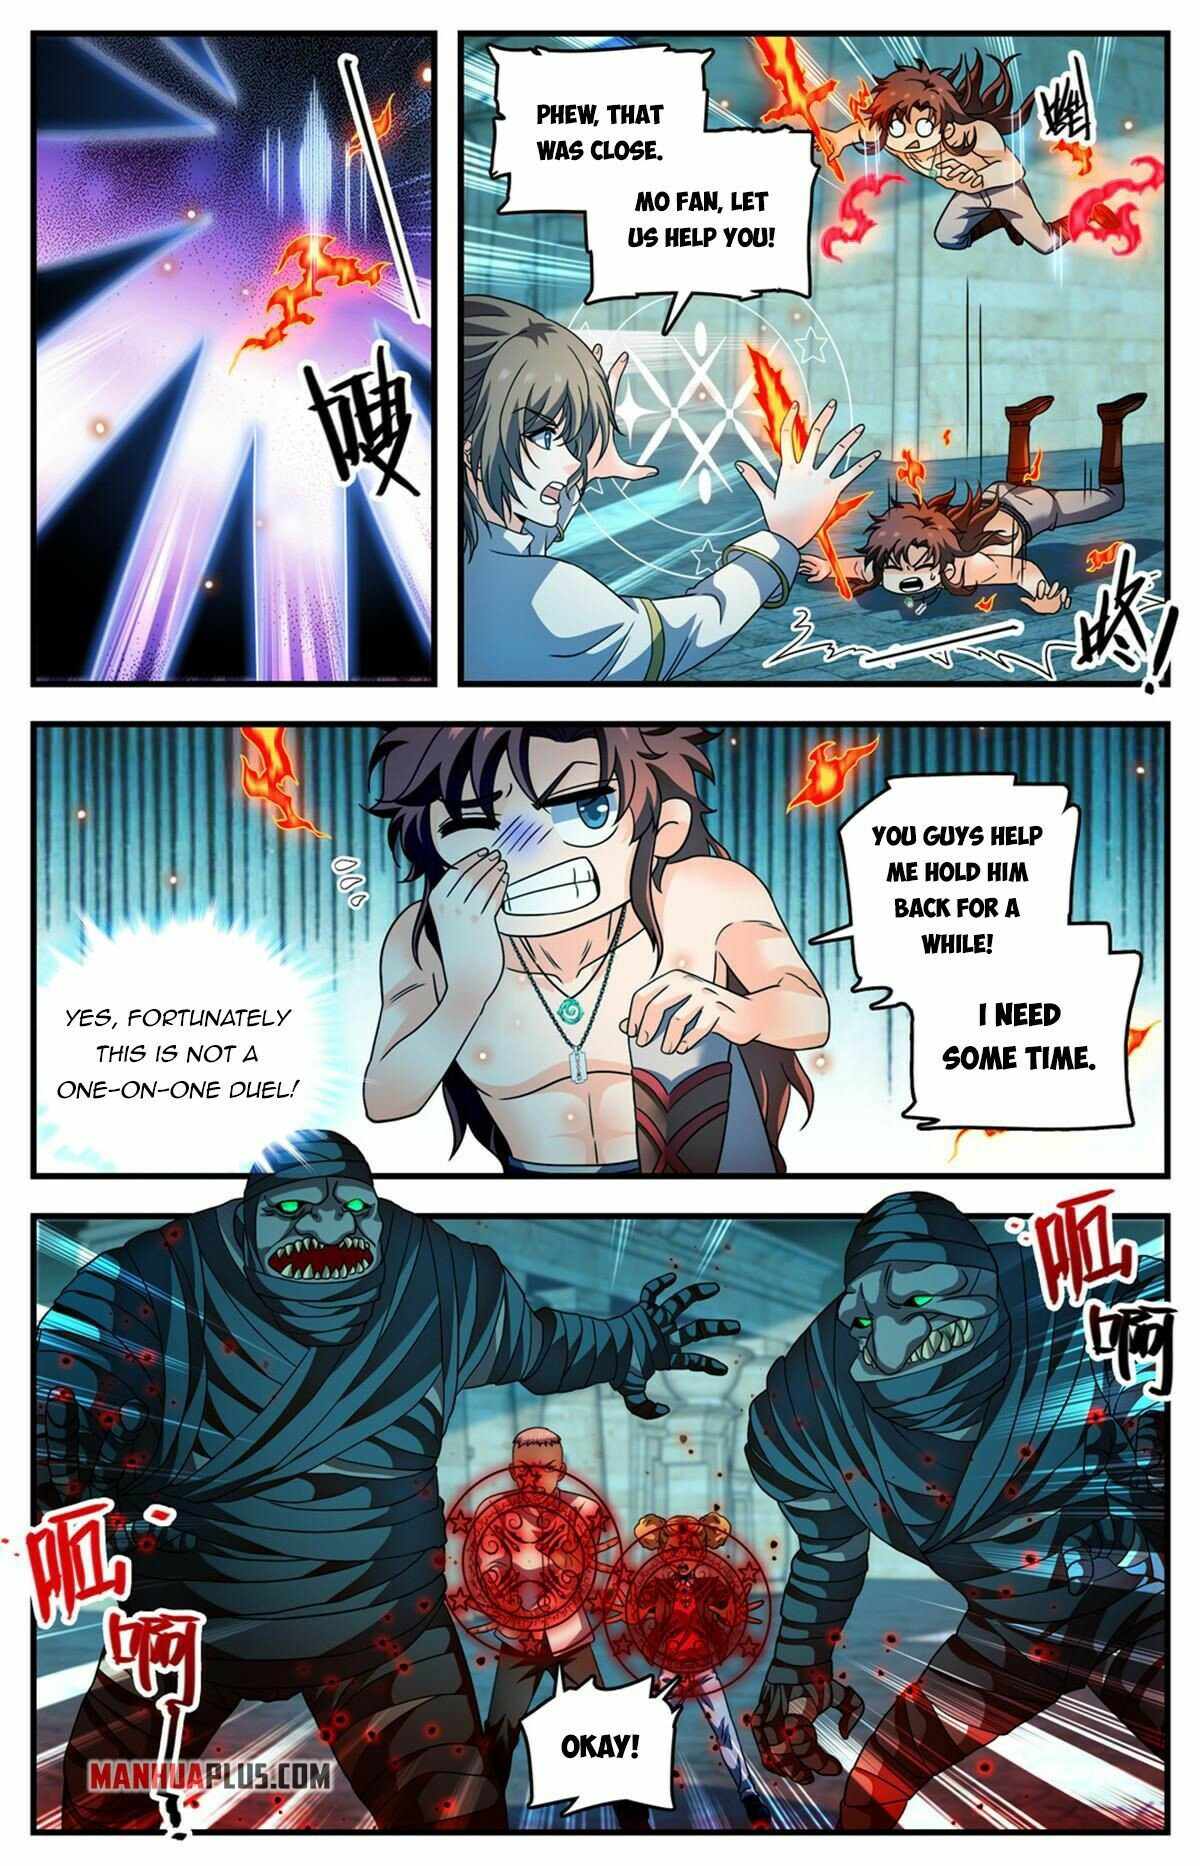 嗖
PHEW, THAT
WAS CLOSE.
MO FAN, LET
US HELP YOU!
咚!
YOU GUYS HELP
ME HOLD HIM
BACK FOR A
WHILE!
I NEED
SOME TIME.
YES, FORTUNATELY
THIS IS NOT A
ONE-ON-ONE DUEL!
呃
啊
呃
啊
!
OKAY!
MANHUAPLUS.COM